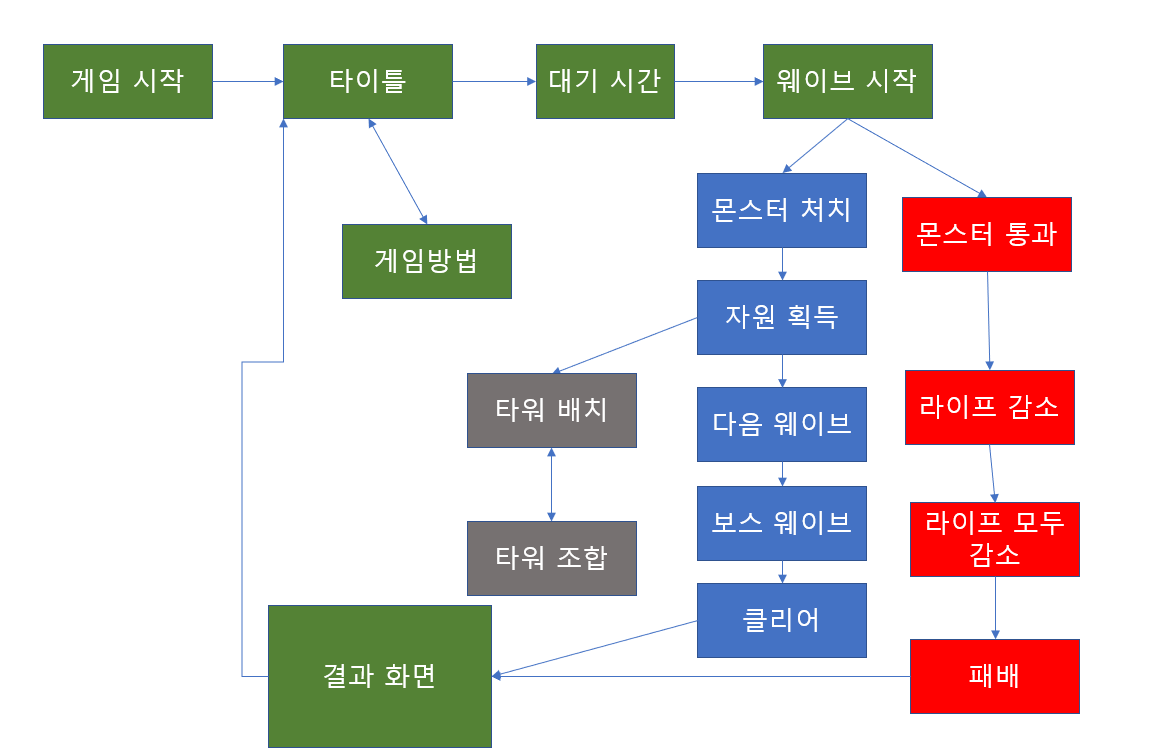 게임 시작
타이틀
대기 시간
웨이브 시작
몬스터 처치
몬스터 통과
게임방법
자원 획득
타워 배치
다음 웨이브
라이프 감소
보스 웨이브
라이프 모두
감소
타워 조합
클리어
결과 화면
패배